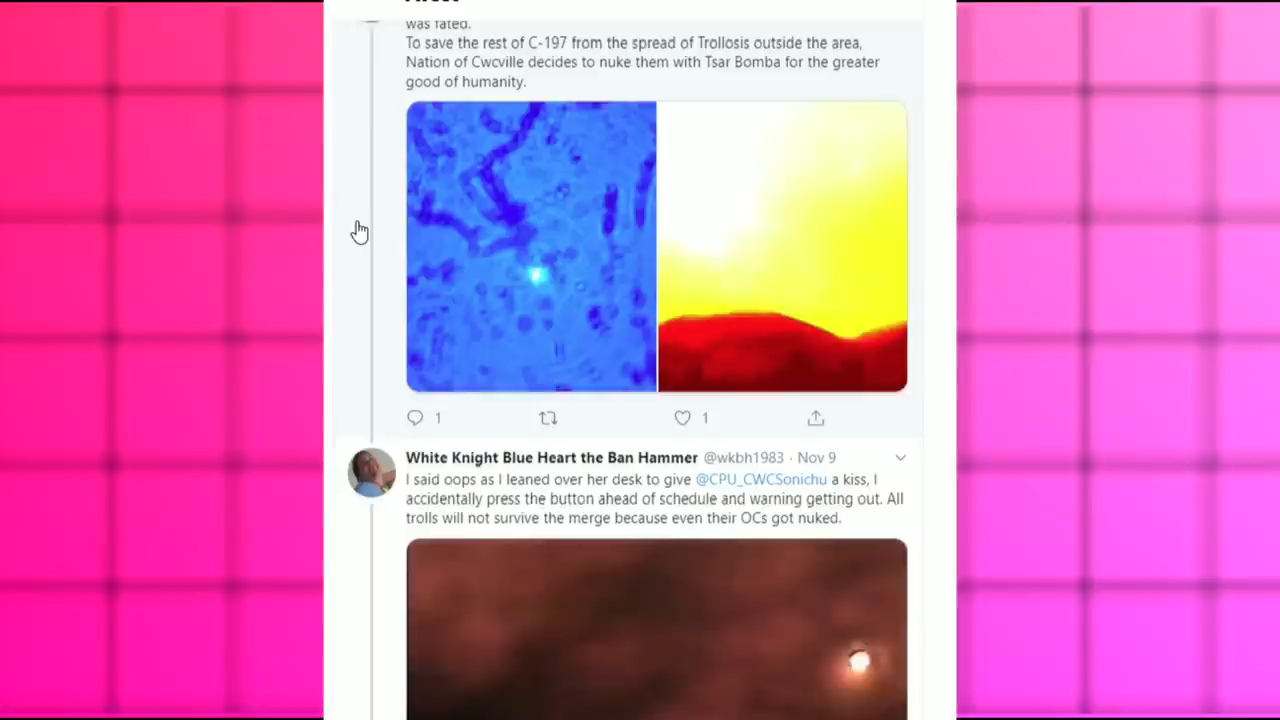 was fated.
To save the rest of C-197 from the spread of Trollosis outside the area,
Nation of Cwcville decides to nuke them with Tsar Bomba for the greater
good of humanity.
1
1
White Knight Blue Heart the Ban Hammer @wkbh1983 · Nov 9
I said oops as I leaned over her desk to give @CPU_CWCSonichu a kiss, I
accidentally press the button ahead of schedule and warning getting out. All
trolls will not survive the merge because even their OCs got nuked.